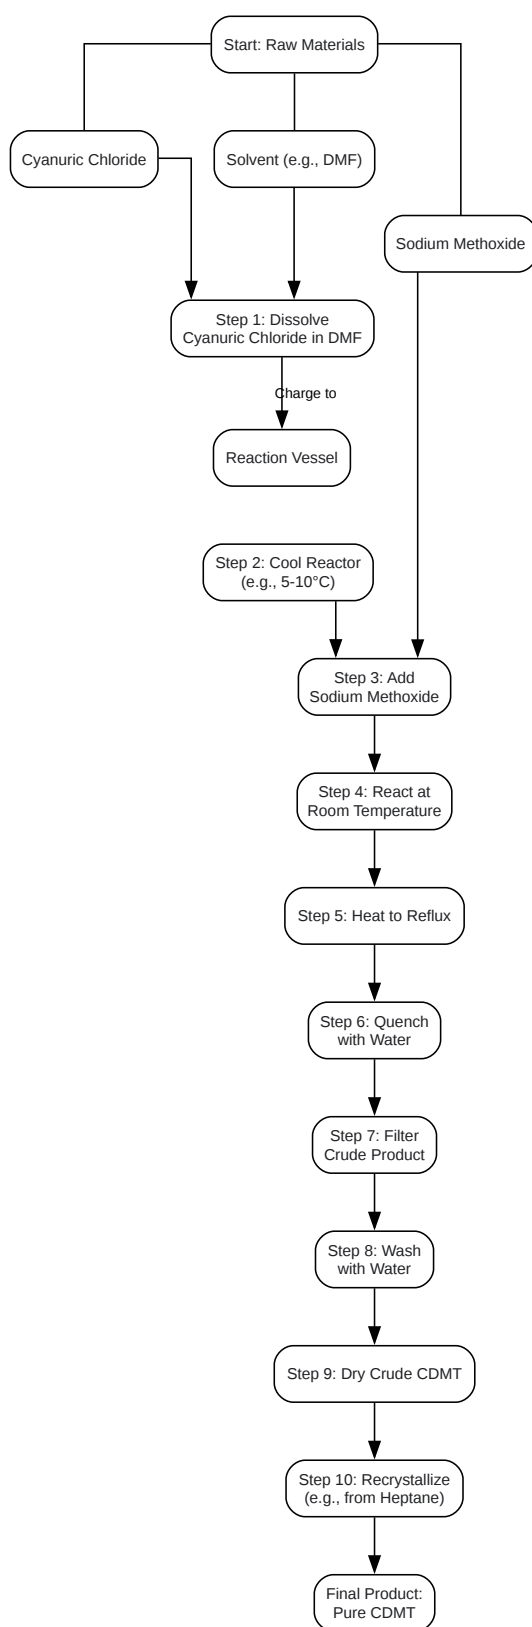 Start: Raw Materials
Cyanuric Chloride
Solvent (e.g., DMF)
Sodium Methoxide
Step 1: Dissolve
Cyanuric Chloride in DMF
Charge to
Reaction Vessel
Step 2: Cool Reactor
(e.g., 5-10°C)
Step 3: Add
Sodium Methoxide
Step 4: React at
Room Temperature
Step 5: Heat to Reflux
Step 6: Quench
with Water
Step 7: Filter
Crude Product
Step 8: Wash
with Water
Step 9: Dry Crude CDMT
Step 10: Recrystallize
(e.g., from Heptane)
Final Product:
Pure CDMT